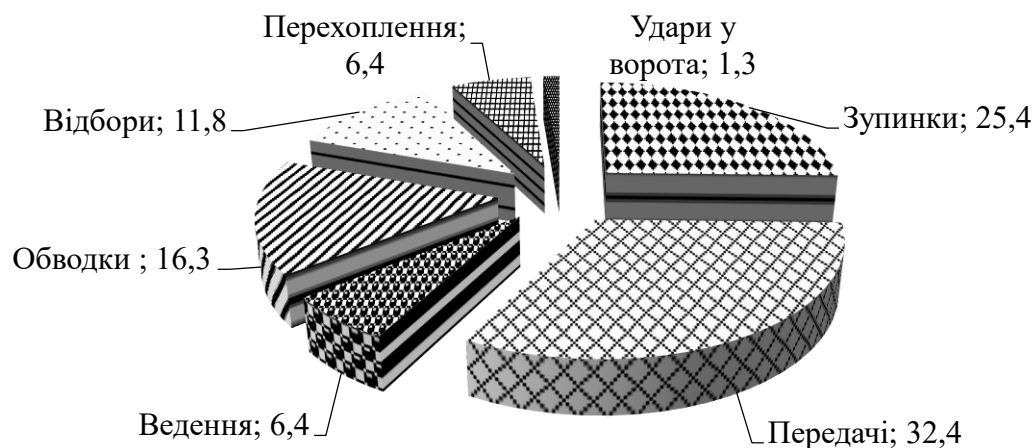 Перехоплення;
6,4
Удари у
ворота; 1,3
Відбори; 11,8
Зупинки; 25,4
Обводки ; 16,3
Ведення; 6,4
Передачі; 32,4